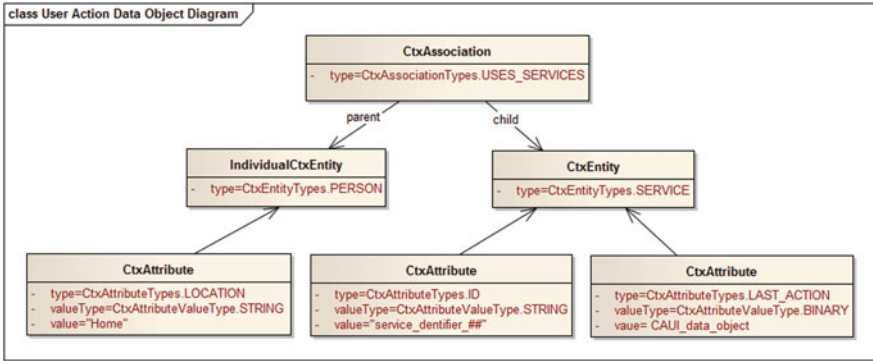 class User Action Data Object Diagram
CtxAssociation
- type=CtxAssociationTypes.USES_SERVICES
parent
child
IndividualCtxEntity
- type=CtxEntityTypes.PERSON
CtxEntity
- type=CtxEntityTypes.SERVICE
CtxAttribute
- type=CtxAttributeTypes.LOCATION
- valueType=CtxAttributeValueType.STRING
- value="Home"
CtxAttribute
- type=CtxAttributeTypes.ID
- valueType=CtxAttributeValueType.STRING
- value="service_dentifier_##"
CtxAttribute
- type=CtxAttributeTypes.LAST_ACTION
- valueType=CtxAttributeValueType.BINARY
- vaue= CAUI_data_object